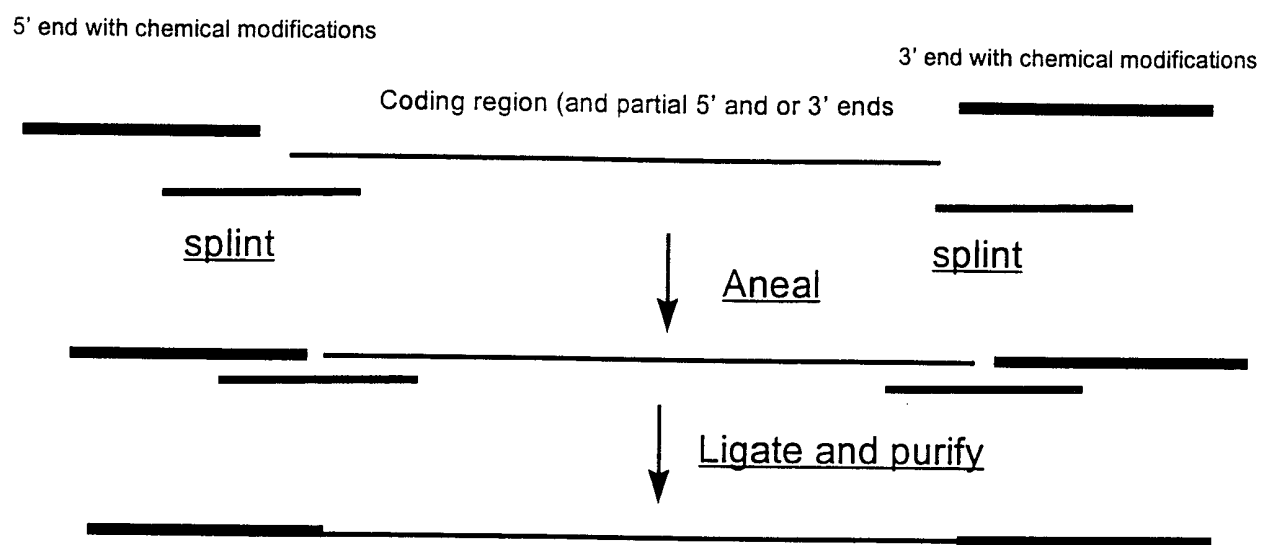 5' end with chemical modifications
3' end with chemical modifications
Coding region (and partial 5' and or 3' ends
splint
splint
Aneal
Ligate and purify